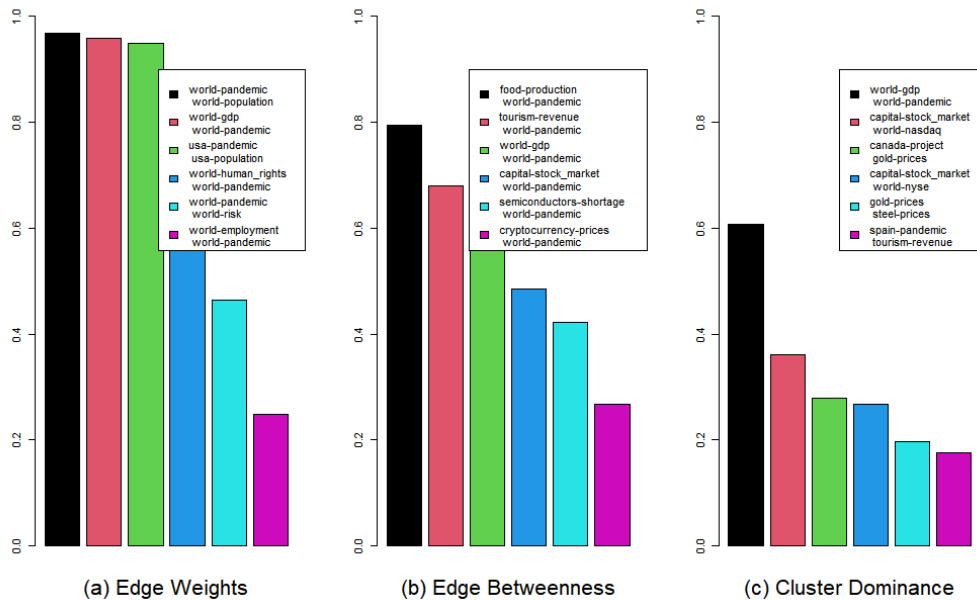 1.0
0.8
0.6
0.4
0.2
0.0
world-pandemic
world-population
world-gdp
world-pandemic
usa-pandemic
usa-population
world-human_rights
world-pandemic
world-pandemic
world-risk
world-employment
world-pandemic
(a) Edge Weights
1.0
0.8
0.6
0.4
0.2
0.0
food-production
world-pandemic
tourism-revenue
world-pandemic
world-gdp
world-pandemic
capital-stock_market
world-pandemic
semiconductors-shortage
world-pandemic
cryptocurrency-prices
world-pandemic
(b) Edge Betweenness
1.0
0.8
0.6
0.4
0.2
0.0
world-gdp
world-pandemic
capital-stock_market
world-nasdaq
canada-project
gold-prices
capital-stock_market
world-nyse
gold-prices
steel-prices
spain-pandemic
tourism-revenue
(c) Cluster Dominance